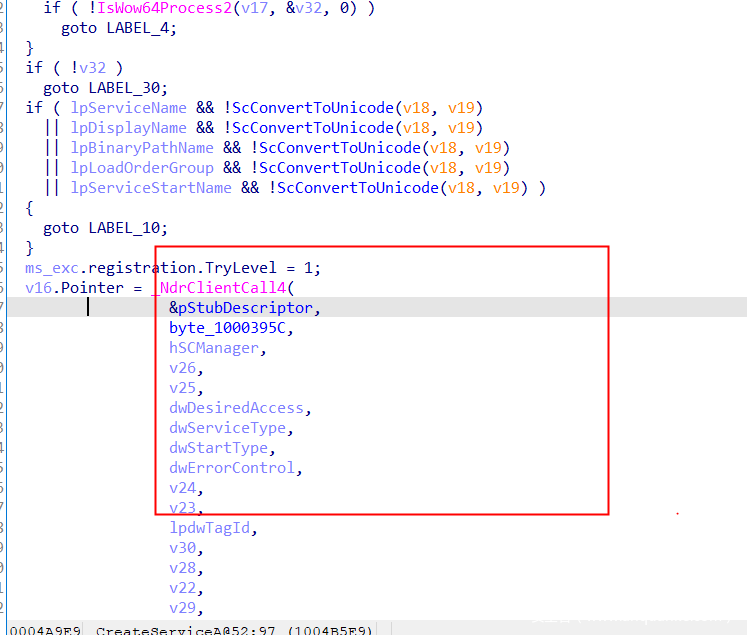 if ( !IsWow64Process2(v17, &v32, 0) )
goto LABEL_4;
}
if ( !v32 )
goto LABEL_30;
if ( lpServiceName && !ScConvertToUnicode(v18, v19)
|| lpDisplayName && !ScConvertToUnicode(v18, v19)
|| lpBinaryPathName && !ScConvertToUnicode(v18, v19)
|| lpLoadOrderGroup && !ScConvertToUnicode(v18, v19)
|| lpServiceStartName && !ScConvertToUnicode(v18, v19) )
{
goto LABEL_10;
}
ms_exc.registration.TryLevel = 1;
v16.Pointer = _NdrClientCall4(
&pStubDescriptor,
byte_1000395C,
hSCManager,
v26,
v25,
dwDesiredAccess,
dwServiceType,
dwStartType,
dwErrorControl,
v24,
v23,
lpdwTagId,
v30,
v28,
v22,
v29,
0004A9E9 CreateServiceA@52:97 (1004B5E9)